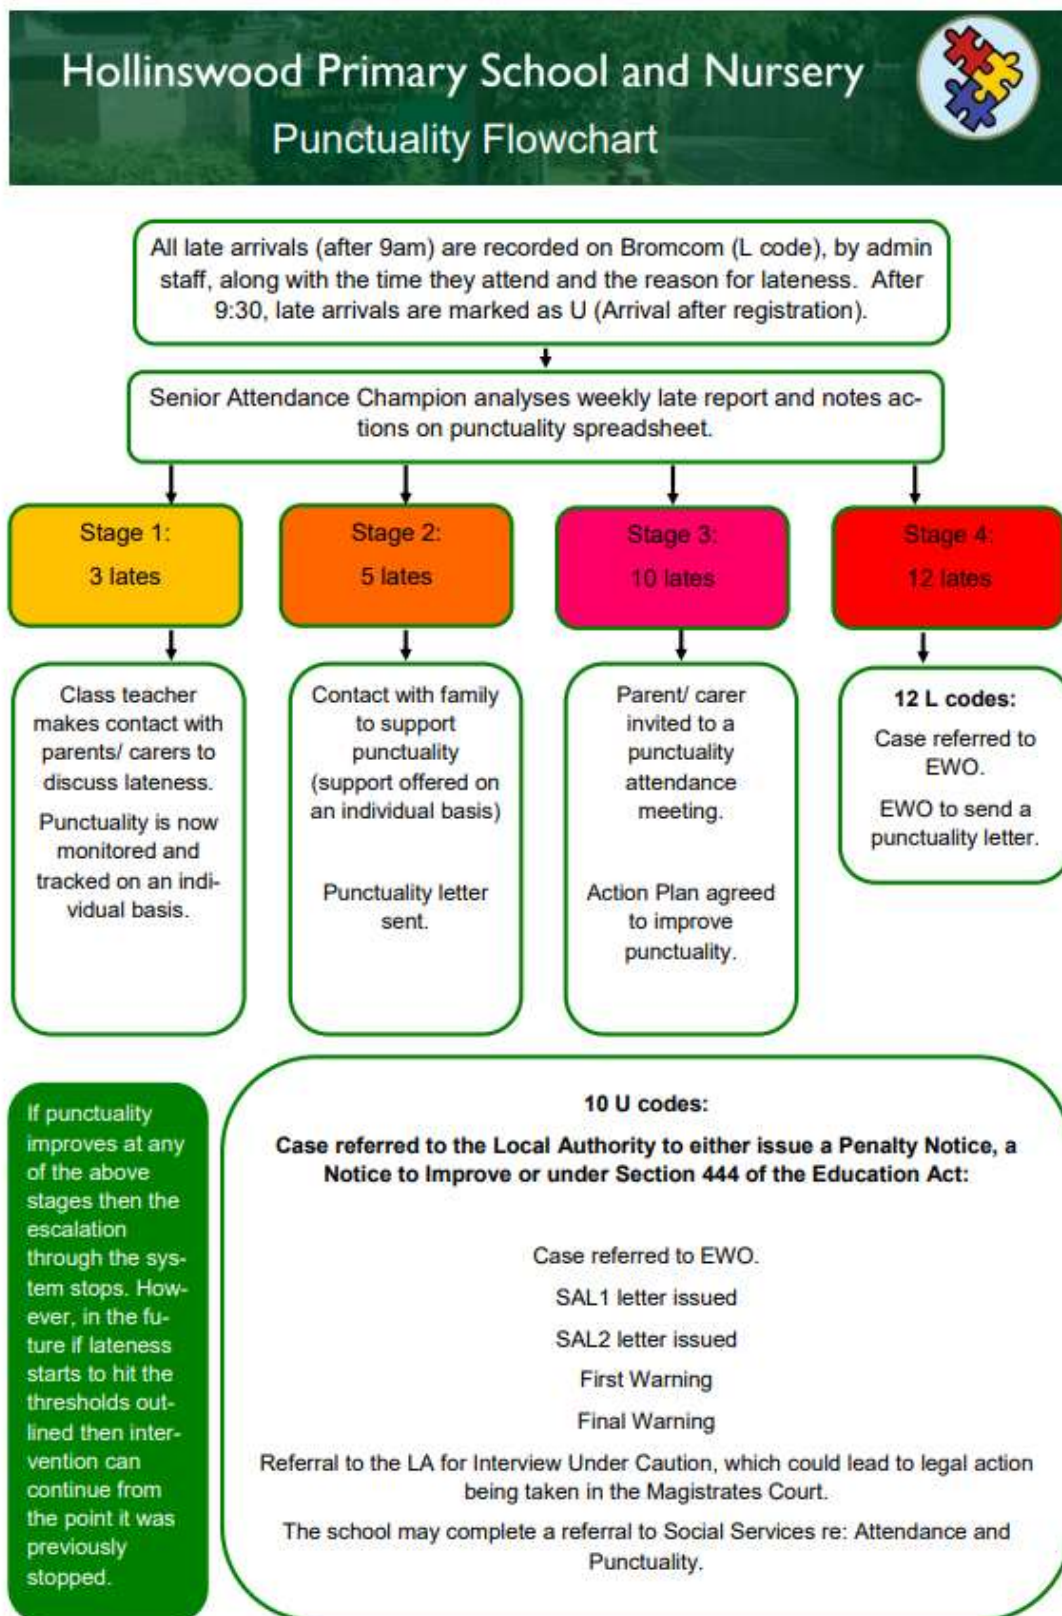 Hollinswood Primary School and Nursery
Punctuality Flowchart
All late arrivals (after 9am) are recorded on Bromcom (L code), by admin
staff, along with the time they attend and the reason for lateness.  After
9:30, late arrivals are marked as U (Arrival after registration).
Senior Attendance Champion analyses weekly late report and notes ac-
tions on punctuality spreadsheet.
Stage 1:
3 lates
Stage 2:
5 lates
Stage 3:
10 lates
Stage 4:
12 lates
Class teacher
makes contact with
parents/ carers to
discuss lateness.
Punctuality is now
monitored and
tracked on an indi-
vidual basis.
Contact with family
to support
punctuality
(support offered on
an individual basis)
Punctuality letter
sent.
Parent/ carer
invited to a
punctuality
attendance
meeting.
Action Plan agreed
to improve
punctuality.
12 L codes:
Case referred to
EWO.
EWO to send a
punctuality letter.
If punctuality
improves at any
of the above
stages then the
escalation
through the sys-
tem stops. How-
ever, in the fu-
ture if lateness
starts to hit the
thresholds out-
lined then inter-
vention can
continue from
the point it was
previously
stopped.
10 U codes:
Case referred to the Local Authority to either issue a Penalty Notice, a
Notice to Improve or under Section 444 of the Education Act:
Case referred to EWO.
SAL1 letter issued
SAL2 letter issued
First Warning
Final Warning
Referral to the LA for Interview Under Caution, which could lead to legal action
being taken in the Magistrates Court.
The school may complete a referral to Social Services re: Attendance and
Punctuality.